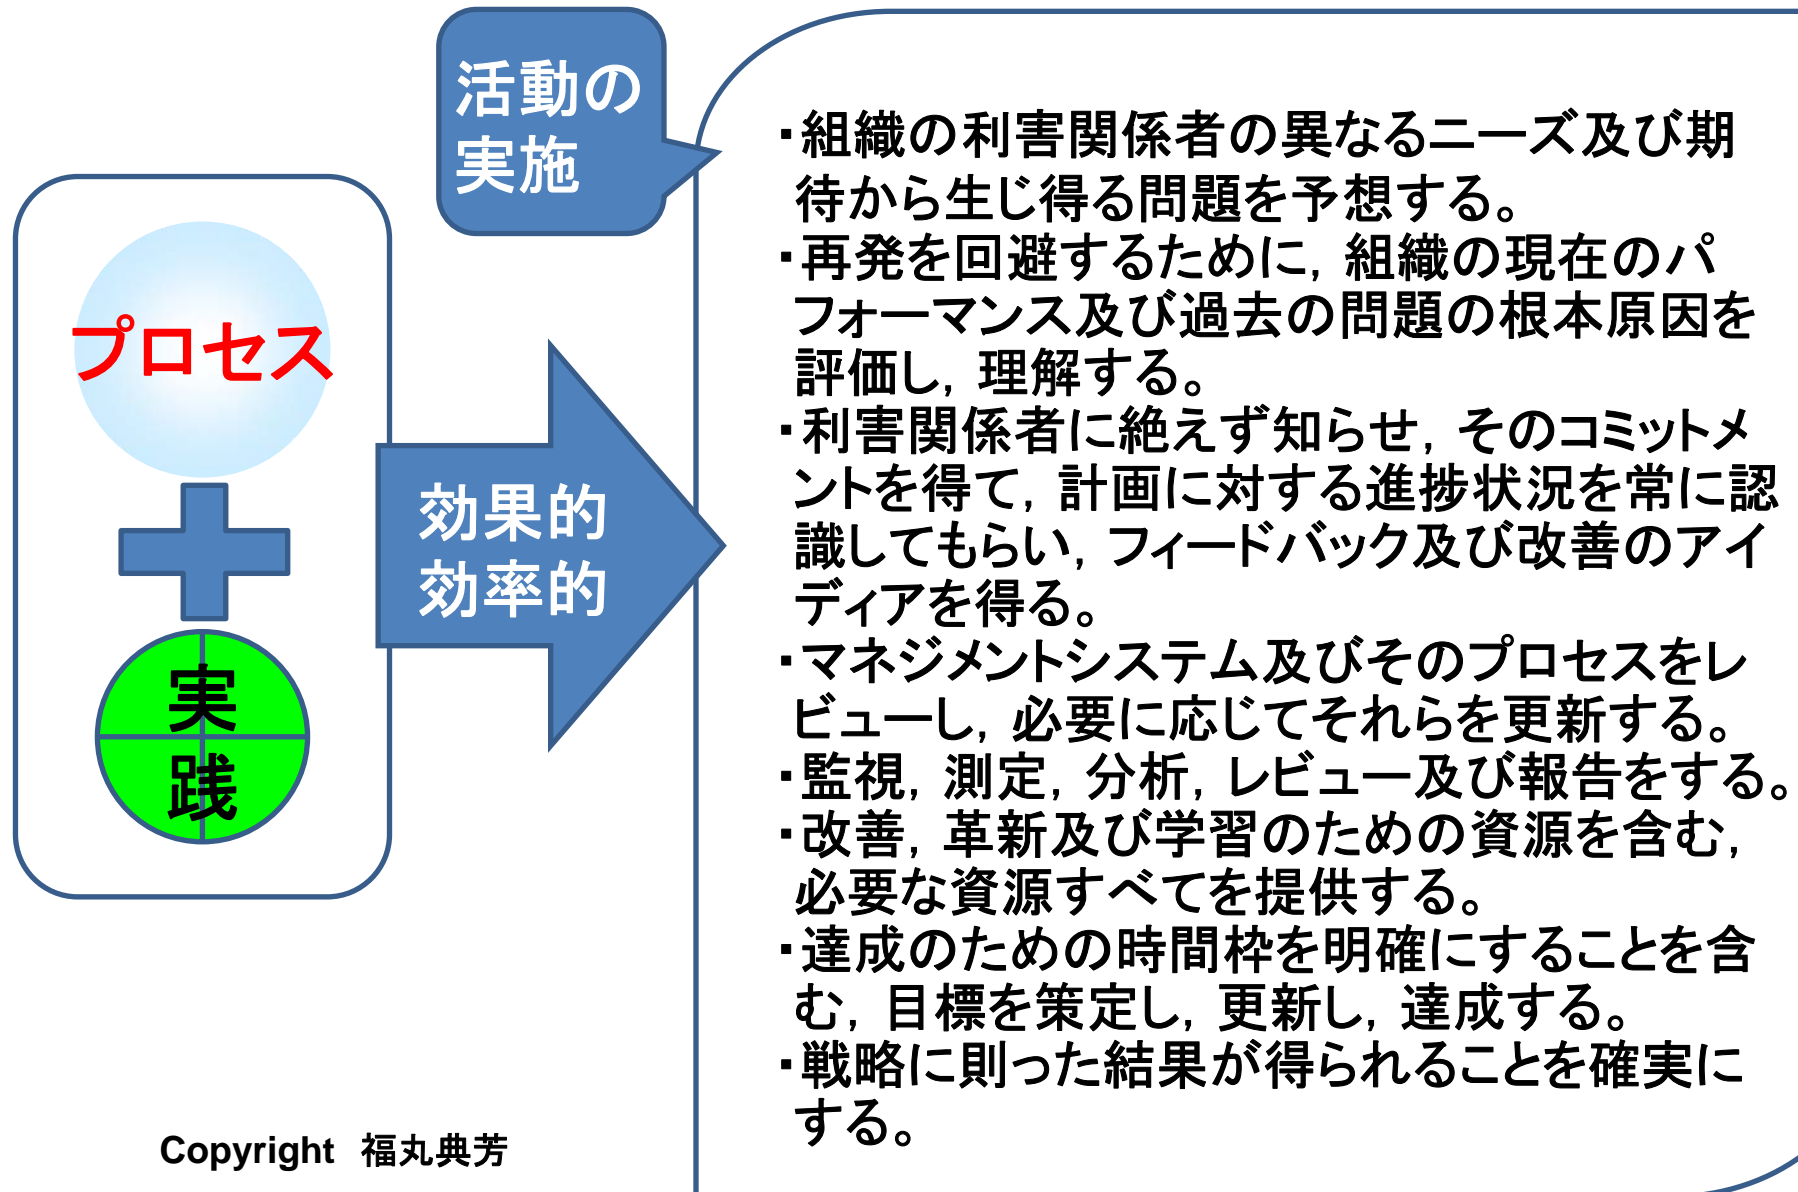 活動の
実施
プロセス
実
践
効果的
効率的
・組織の利害関係者の異なるニーズ及び期
待から生じ得る問題を予想する。
・再発を回避するために, 組織の現在のパ
フォーマンス及び過去の問題の根本原因を
評価し, 理解する。
・利害関係者に絶えず知らせ, そのコミットメ
ントを得て, 計画に対する進捗状況を常に認
識してもらい, フィードバック及び改善のアイ
ディアを得る。
・マネジメントシステム及びそのプロセスをレ
ビューし, 必要に応じてそれらを更新する。
・監視, 測定, 分析, レビュー及び報告をする。
・改善, 革新及び学習のための資源を含む,
必要な資源すべてを提供する。
・達成のための時間枠を明確にすることを含
む, 目標を策定し, 更新し, 達成する。
・戦略に則った結果が得られることを確実に
する。
Copyright 福丸典芳